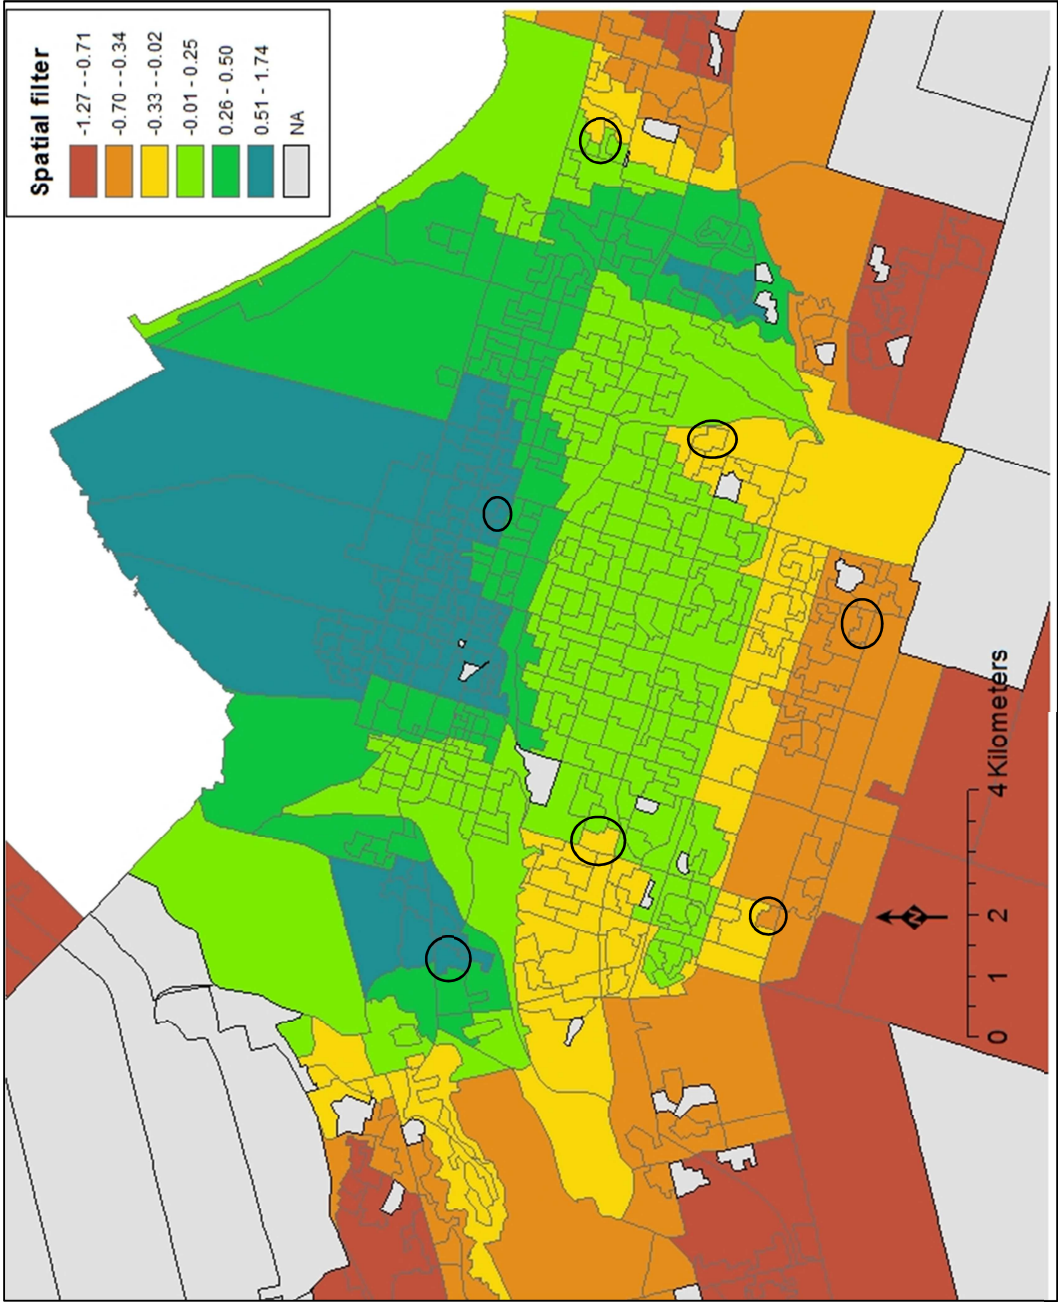 Spatial filter
-1.27 - -0.71
-0.70 - -0.34
-0.33 - -0.02
-0.01 - 0.25
0.26 - 0.50
0.51 - 1.74
NA
N
0 1 2 4 Kilometers